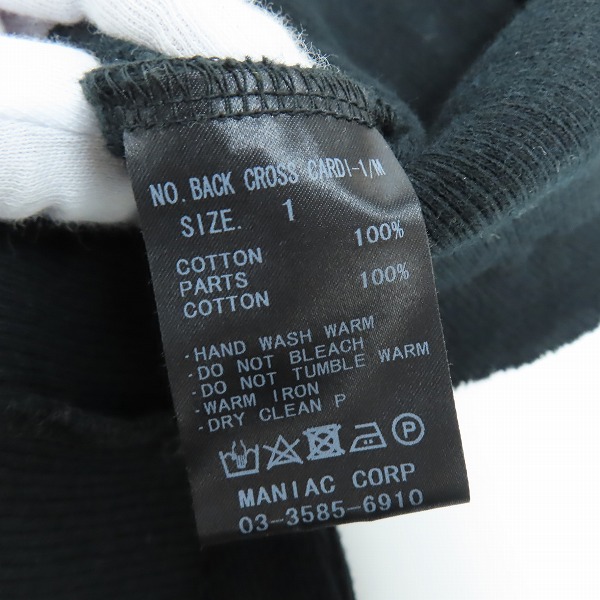 NO. BACK CROSS CARDI-1/M
SIZE. 1
COTTON 100%
PARTS
COTTON 100%
·HAND WASH WARM
·DO NOT BLEACH
·DO NOT TUMBLE WARM
·WARM IRON
·DRY CLEAN P
P
MANIAC CORP
03-3585-6910